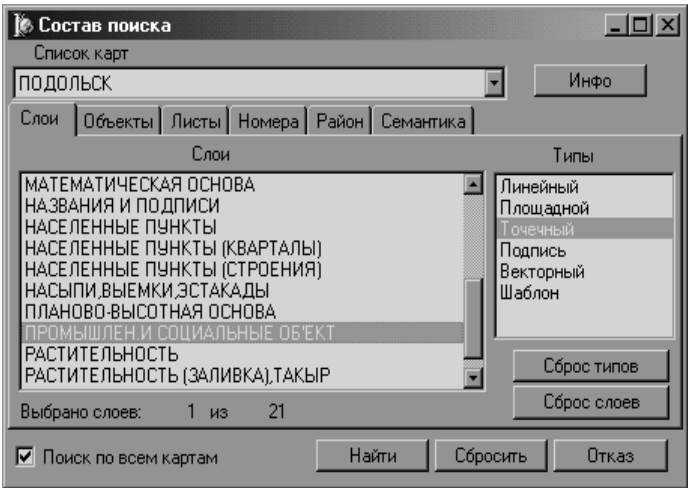 Состав поиска
Список карт
ПОДОЛЬСК
Инфо
Слои Объекты Листы Номера Район Семантика
Слои
МАТЕМАТИЧЕСКАЯ ОСНОВА
НАЗВАНИЯ И ПОДПИСИ
НАСЕЛЕННЫЕ ПУНКТЫ
НАСЕЛЕННЫЕ ПУНКТЫ (КВАРТАЛЫ)
НАСЕЛЕННЫЕ ПУНКТЫ (СТРОЕНИЯ)
НАСЫПИ,ВЫЕМКИ,ЭСТАКАДЫ
ПЛАНОВО-ВЫСОТНАЯ ОСНОВА
ПРОМЫШЛЕН.И СОЦИАЛЬНЫЕ ОБ'ЕКТ
РАСТИТЕЛЬНОСТЬ
РАСТИТЕЛЬНОСТЬ (ЗАЛИВКА),ТАКЫР
Типы
Линейный
Площадной
Точечный
Подпись
Векторный
Шаблон
Сброс типов
Сброс слоев
Выбрано слоев: 1 из 21
Поиск по всем картам
Найти Сбросить Отказ